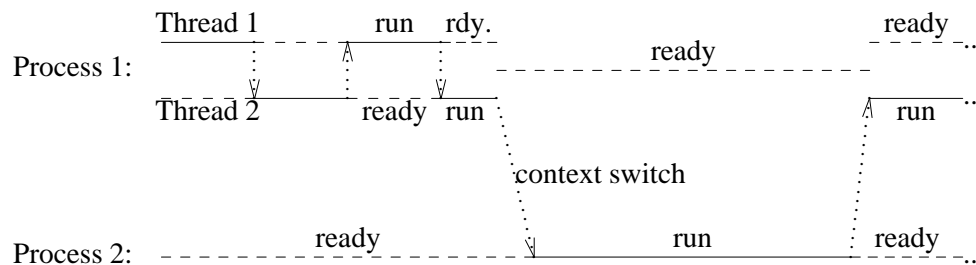 Thread 1 run rdy. ready
..
Process 1: ready
Thread 2 ready run run
..
context switch
ready run ready
Process 2: ..